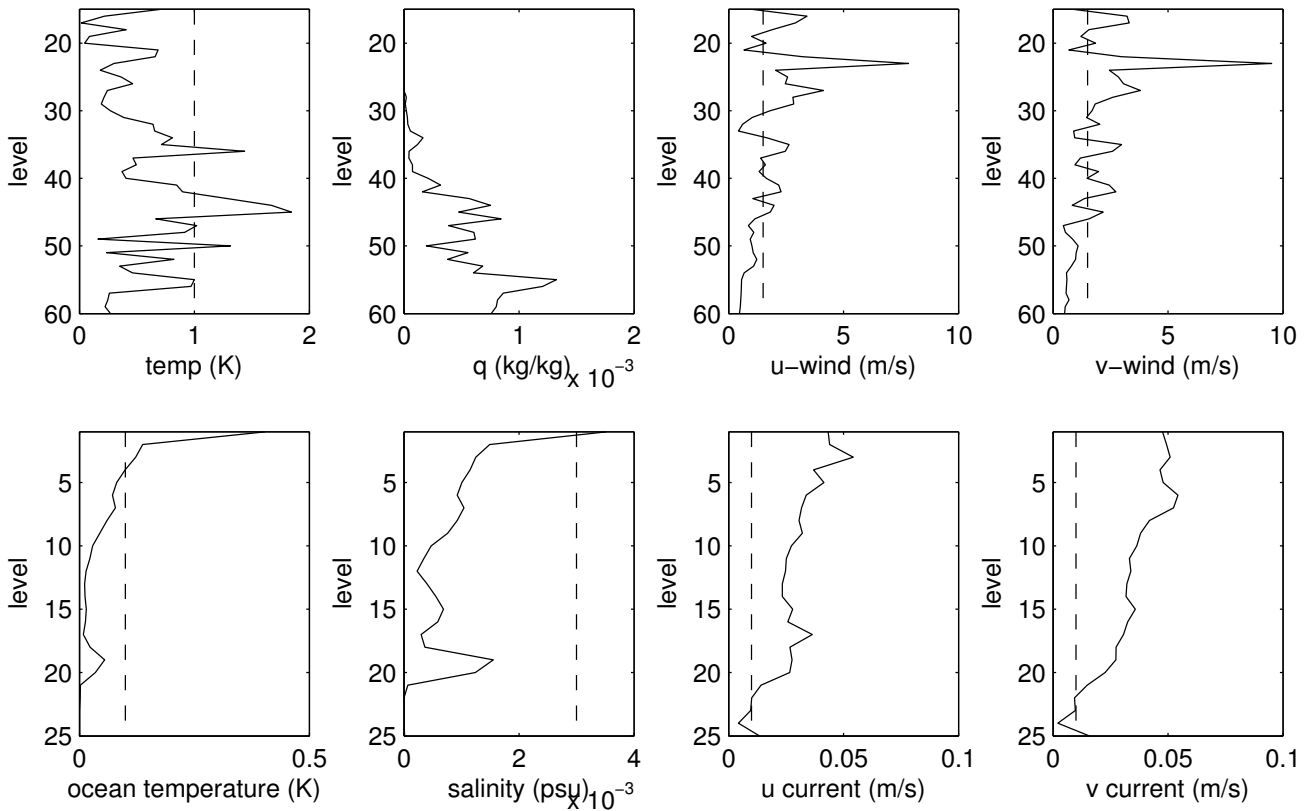 20
30
40
50
60
level
0 1 2
temp (K)
20
30
40
50
60
level
0 1 2
q (kg/kg)
x 10⁻³
20
30
40
50
60
level
0 5 10
u−wind (m/s)
20
30
40
50
60
level
0 5 10
v−wind (m/s)
5
10
15
20
25
level
0 0.5
ocean temperature (K)
5
10
15
20
25
level
0 2 4
salinity (psu)
x 10⁻³
5
10
15
20
25
level
0 0.05 0.1
u current (m/s)
5
10
15
20
25
level
0 0.05 0.1
v current (m/s)